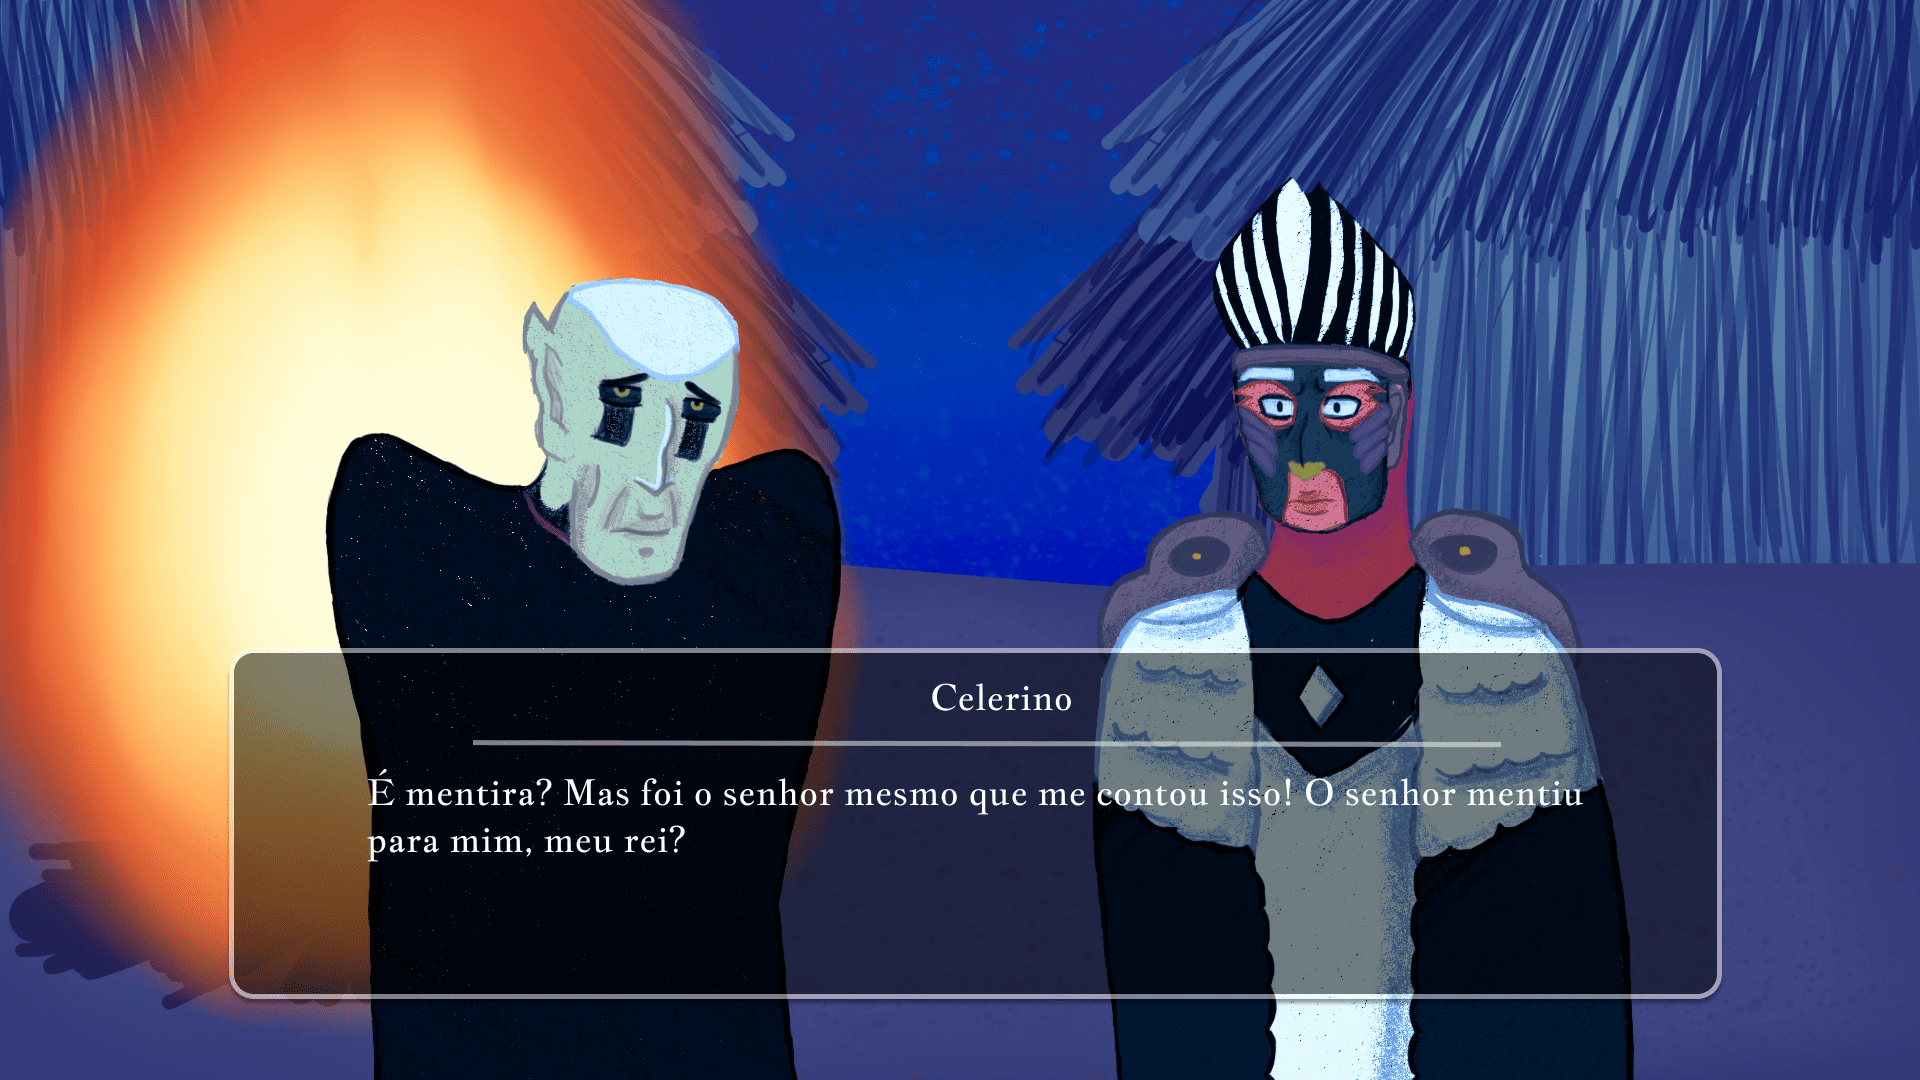 Celerino
É mentira? Mas foi o senhor mesmo que me contou isso! O senhor mentiu
para mim, meu rei?